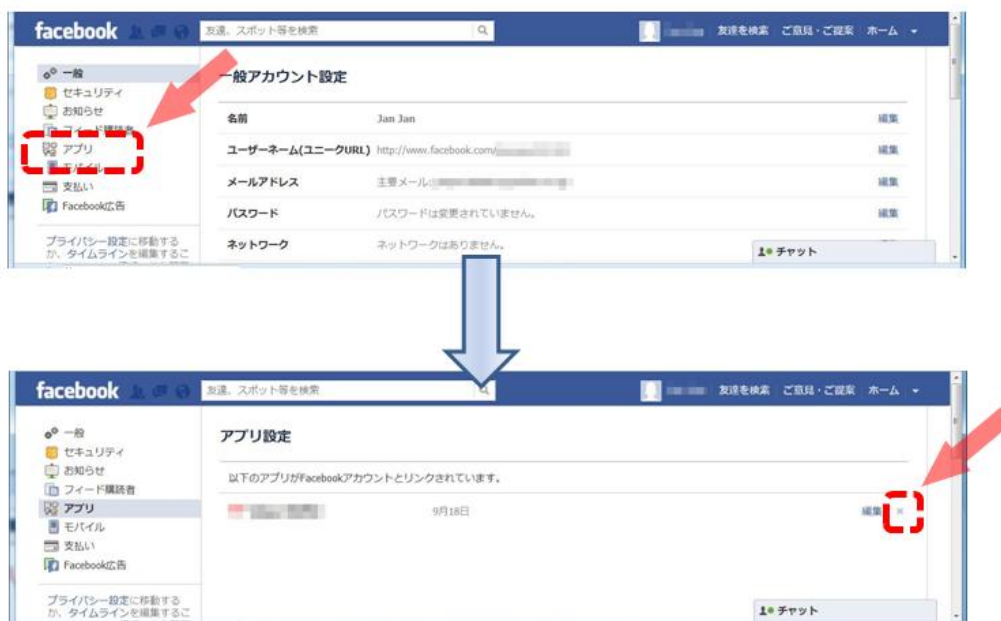 facebook 友達、スポット等を検索 友達を検索 ご意見・ご提案 ホーム
一般
セキュリティ
お知らせ
フィード購読者
アプリ
モバイル
支払い
Facebook広告
プライバシー設定に移動する
か、タイムラインを編集するこ
一般アカウント設定
名前 Jan Jan 編集
ユーザーネーム(ユニークURL) http://www.facebook.com/ 編集
メールアドレス 主要メール: 編集
パスワード パスワードは変更されていません。 編集
ネットワーク ネットワークはありません。
チャット
facebook 友達、スポット等を検索 友達を検索 ご意見・ご提案 ホーム
一般
セキュリティ
お知らせ
フィード購読者
アプリ
モバイル
支払い
Facebook広告
プライバシー設定に移動する
か、タイムラインを編集するこ
アプリ設定
以下のアプリがFacebookアカウントとリンクされています。
9月18日 編集 ×
チャット